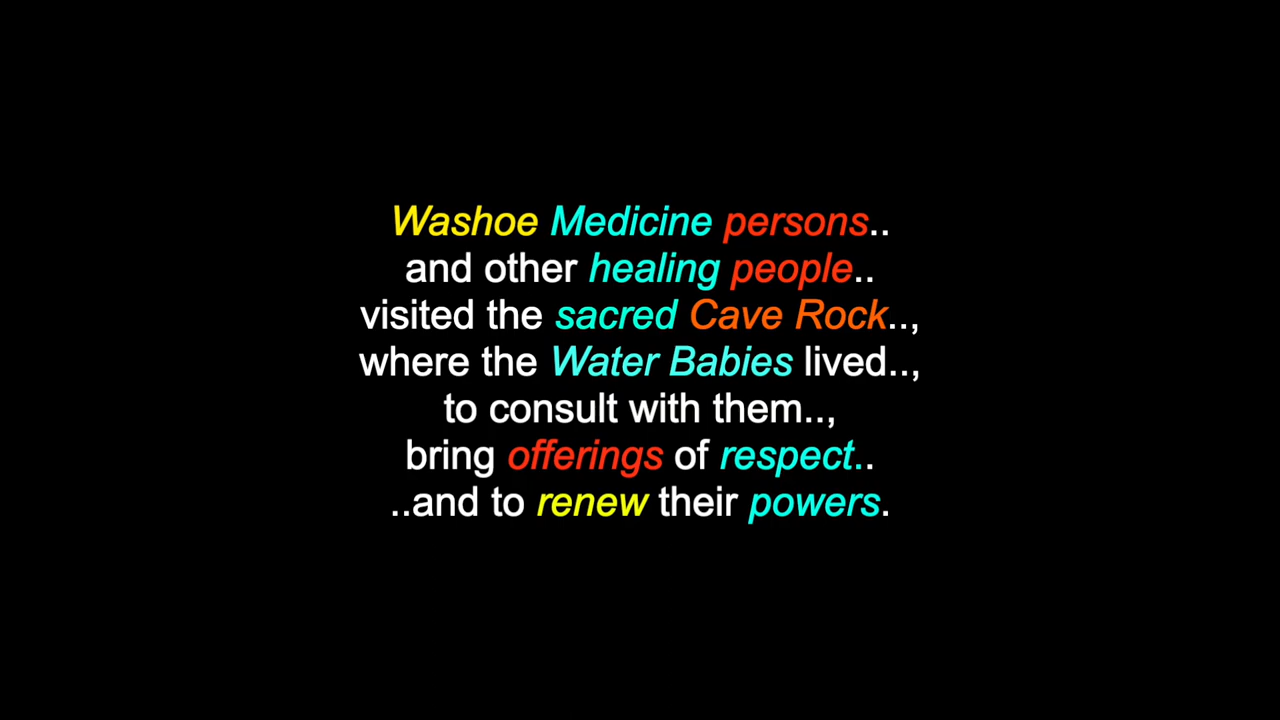 Washoe Medicine persons..
and other healing people..
visited the sacred Cave Rock..,
where the Water Babies lived..,
to consult with them..,
bring offerings of respect..
..and to renew their powers.